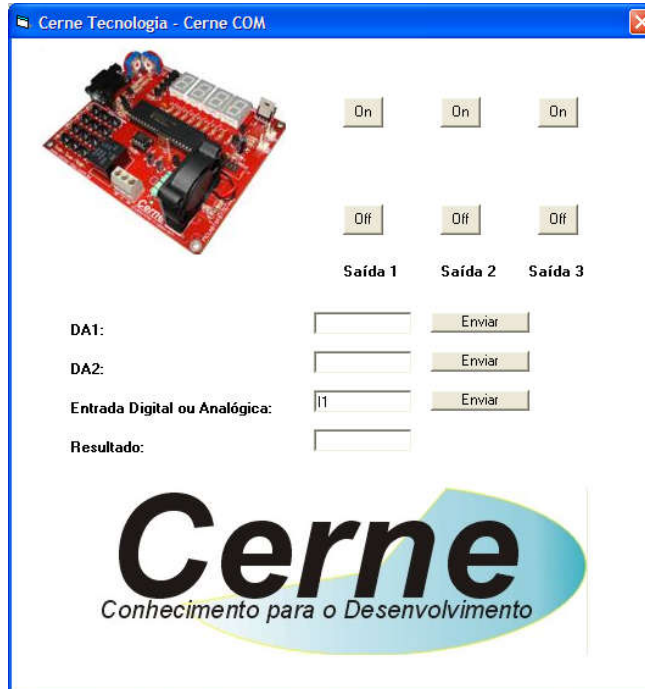 Cerne Tecnologia - Cerne COM
On On On
Off Off Off
Saída 1 Saída 2 Saída 3
DA1: Enviar
DA2: Enviar
Entrada Digital ou Analógica: I1 Enviar
Resultado:
Cerne
Conhecimento para o Desenvolvimento